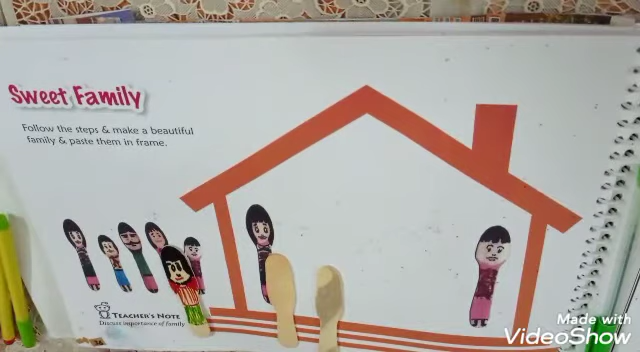 Sweet Family
Follow the steps & make a beautiful
family & paste them in frame.
Teacher's Note
Discuss importance of family
Made with
VideoShow